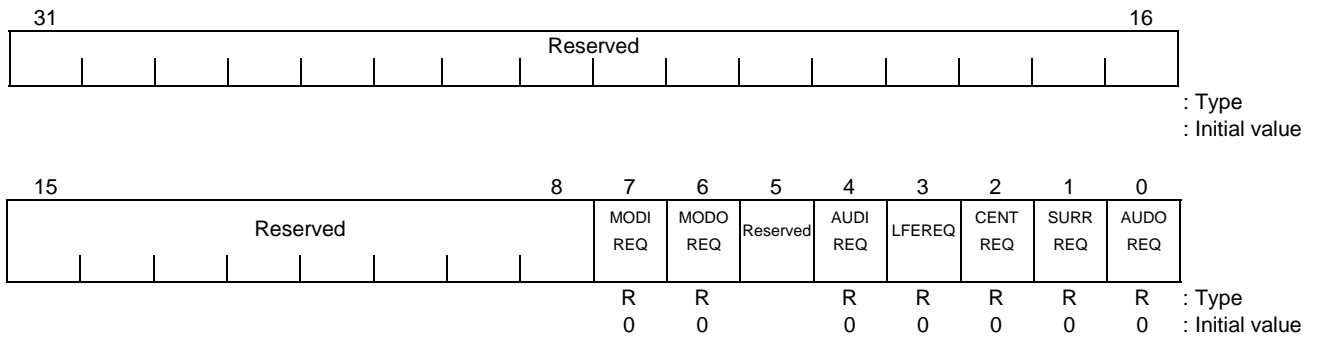 31 16
Reserved
: Type
: Initial value
15 8 7 6 5 4 3 2 1 0
Reserved MODI REQ MODO REQ Reserved AUDI REQ LFEREQ CENT REQ SURR REQ AUDO REQ
R R R R R R R : Type
0 0 0 0 0 0 0 : Initial value